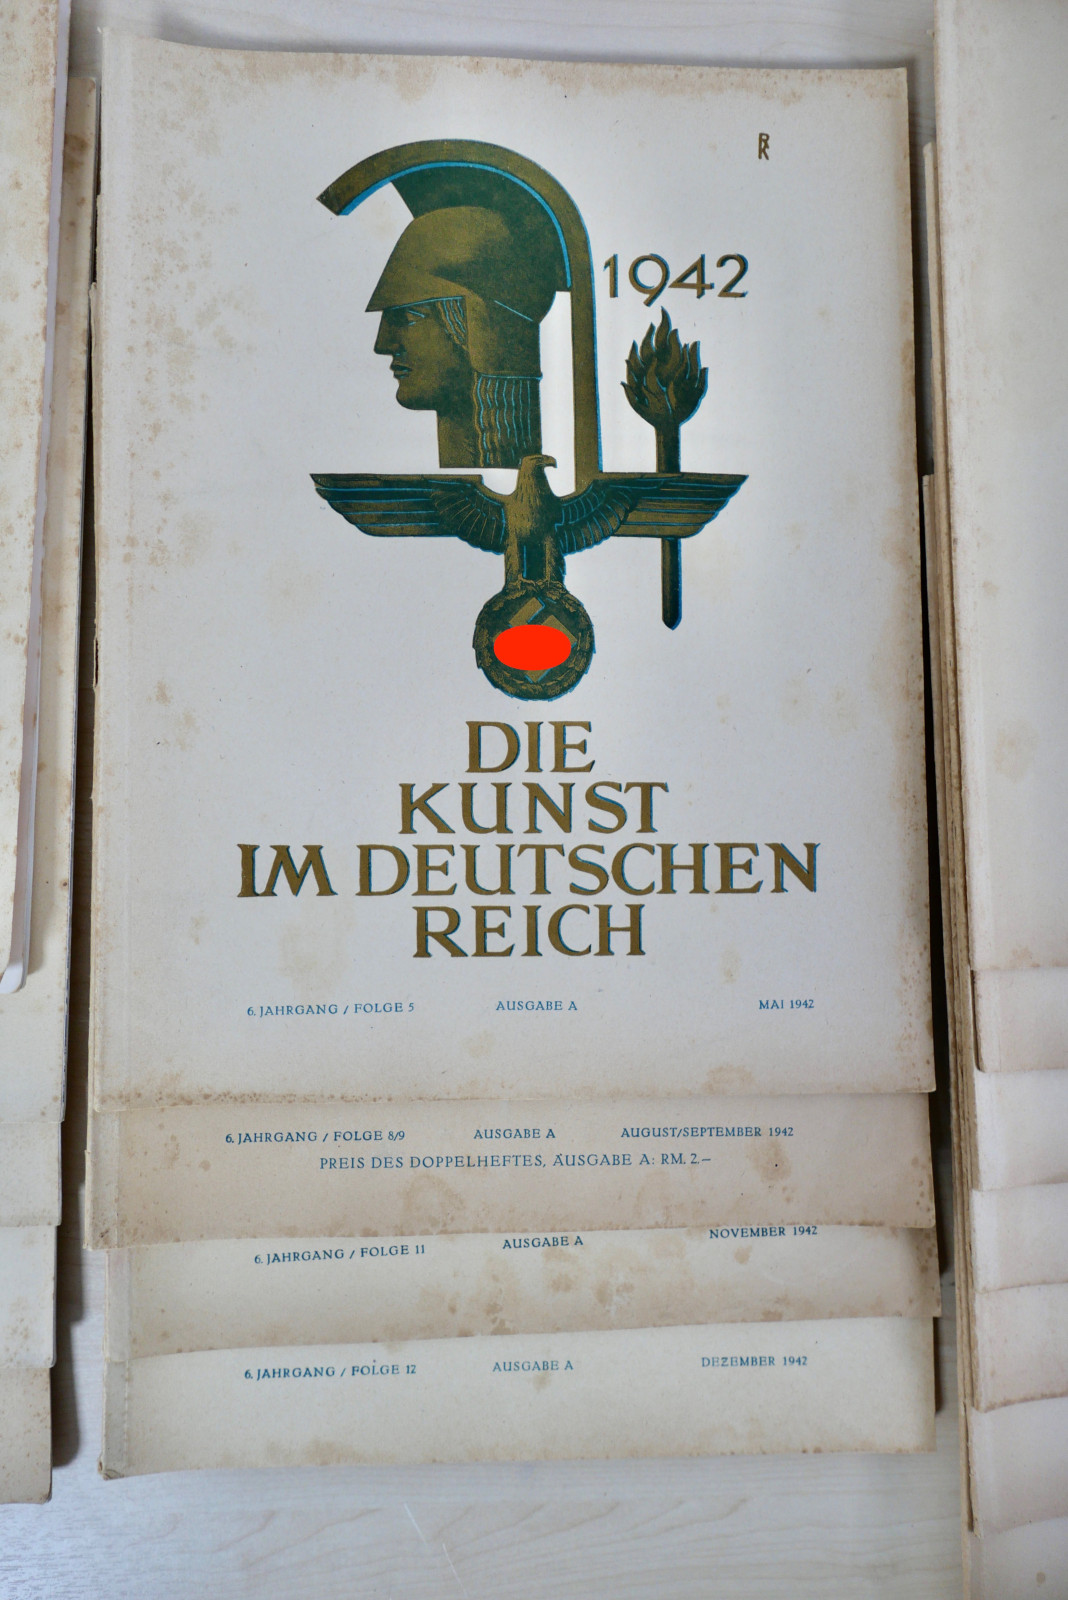 RK
1942
DIE
KUNST
IM DEUTSCHEN
REICH
6. JAHRGANG / FOLGE 5 AUSGABE A MAI 1942
6. JAHRGANG / FOLGE 8/9 AUSGABE A AUGUST/SEPTEMBER 1942
PREIS DES DOPPELHEFTES, AUSGABE A: RM. 2.–
6. JAHRGANG / FOLGE 11 AUSGABE A NOVEMBER 1942
6. JAHRGANG / FOLGE 12 AUSGABE A DEZEMBER 1942